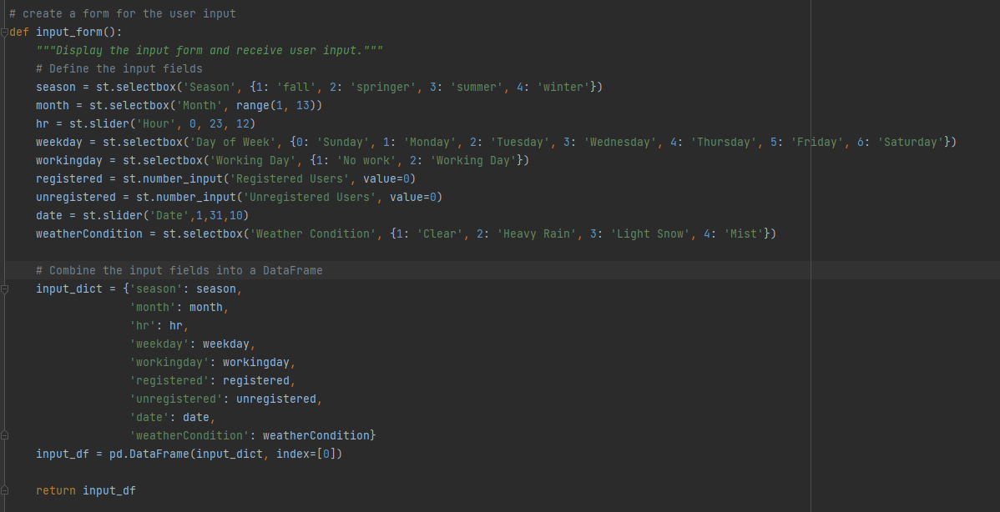 # create a form for the user input
def input_form():
    """Display the input form and receive user input."""
    # Define the input fields
    season = st.selectbox('Season', {1: 'fall', 2: 'springer', 3: 'summer', 4: 'winter'})
    month = st.selectbox('Month', range(1, 13))
    hr = st.slider('Hour', 0, 23, 12)
    weekday = st.selectbox('Day of Week', {0: 'Sunday', 1: 'Monday', 2: 'Tuesday', 3: 'Wednesday', 4: 'Thursday', 5: 'Friday', 6: 'Saturday'})
    workingday = st.selectbox('Working Day', {1: 'No work', 2: 'Working Day'})
    registered = st.number_input('Registered Users', value=0)
    unregistered = st.number_input('Unregistered Users', value=0)
    date = st.slider('Date',1,31,10)
    weatherCondition = st.selectbox('Weather Condition', {1: 'Clear', 2: 'Heavy Rain', 3: 'Light Snow', 4: 'Mist'})
    # Combine the input fields into a DataFrame
    input_dict = {'season': season,
                  'month': month,
                  'hr': hr,
                  'weekday': weekday,
                  'workingday': workingday,
                  'registered': registered,
                  'unregistered': unregistered,
                  'date': date,
                  'weatherCondition': weatherCondition}
    input_df = pd.DataFrame(input_dict, index=[0])
    return input_df